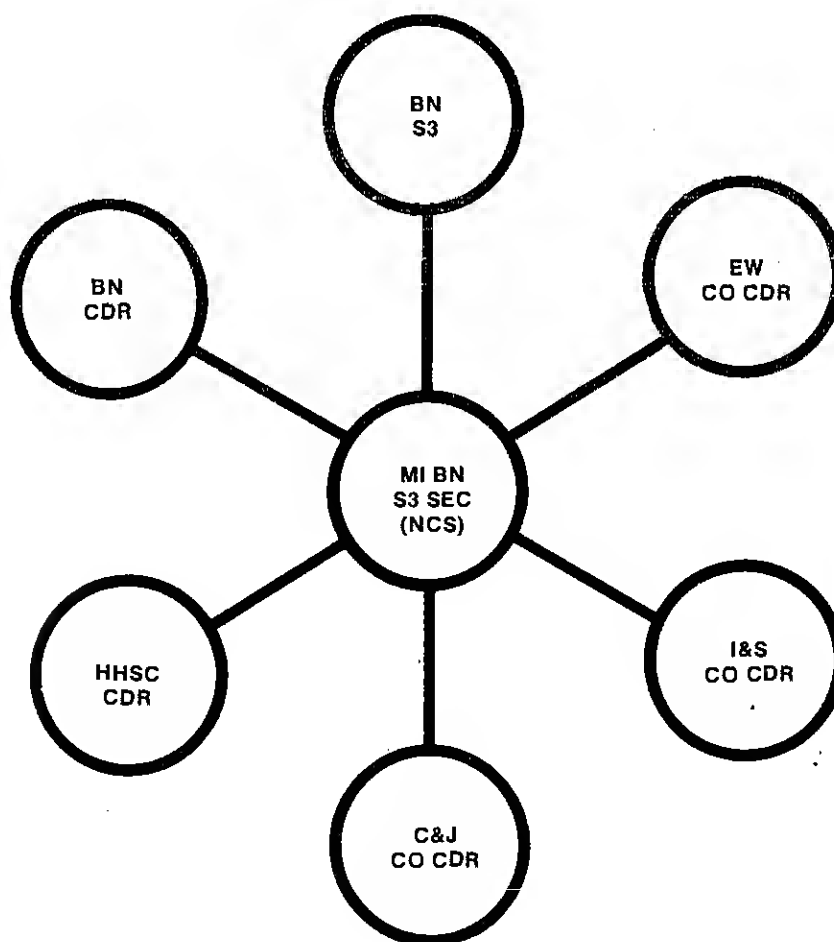 BN
S3
BN
CDR
EW
CO CDR
MI BN
S3 SEC
(NCS)
HHSC
CDR
I&S
CO CDR
C&J
CO CDR